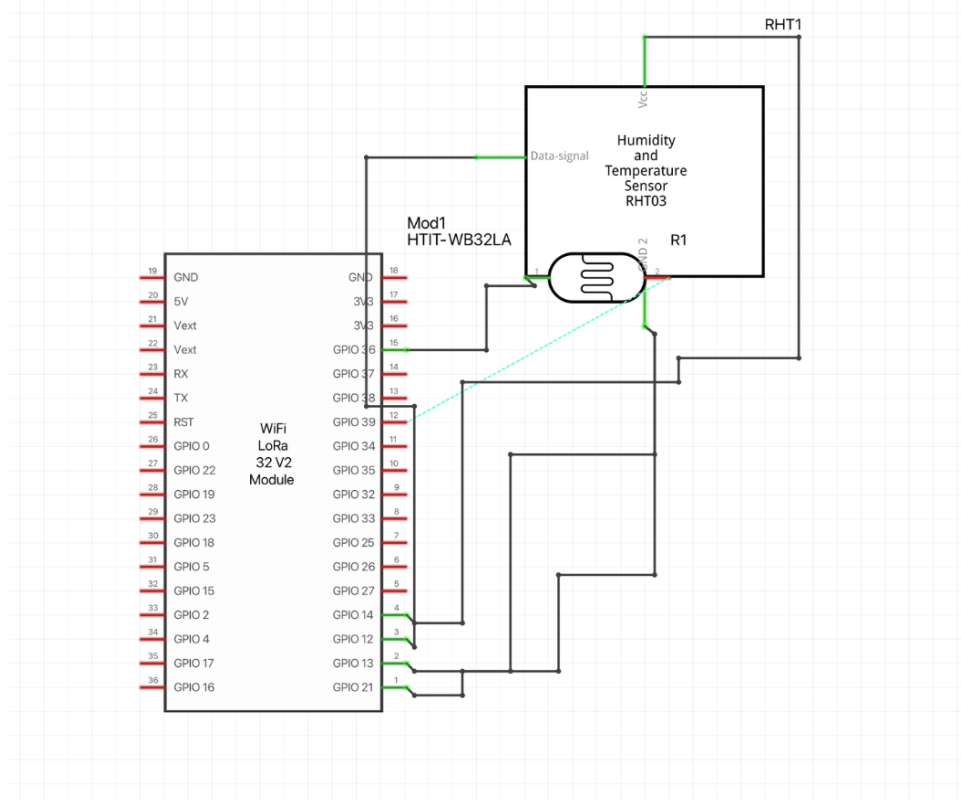 RHT1
Vcc
Data-signal
Humidity
and
Temperature
Sensor
RHT03
GND 2
R1
1
2
Mod1
HTIT-WB32LA
19 GND GND 18
20 5V 3V3 17
21 Vext 3V3 16
22 Vext GPIO 36 15
23 RX GPIO 37 14
24 TX GPIO 38 13
25 RST GPIO 39 12
26 GPIO 0 GPIO 34 11
27 GPIO 22 GPIO 35 10
28 GPIO 19 GPIO 32 9
29 GPIO 23 GPIO 33 8
30 GPIO 18 GPIO 25 7
31 GPIO 5 GPIO 26 6
32 GPIO 15 GPIO 27 5
33 GPIO 2 GPIO 14 4
34 GPIO 4 GPIO 12 3
35 GPIO 17 GPIO 13 2
36 GPIO 16 GPIO 21 1
WiFi
LoRa
32 V2
Module